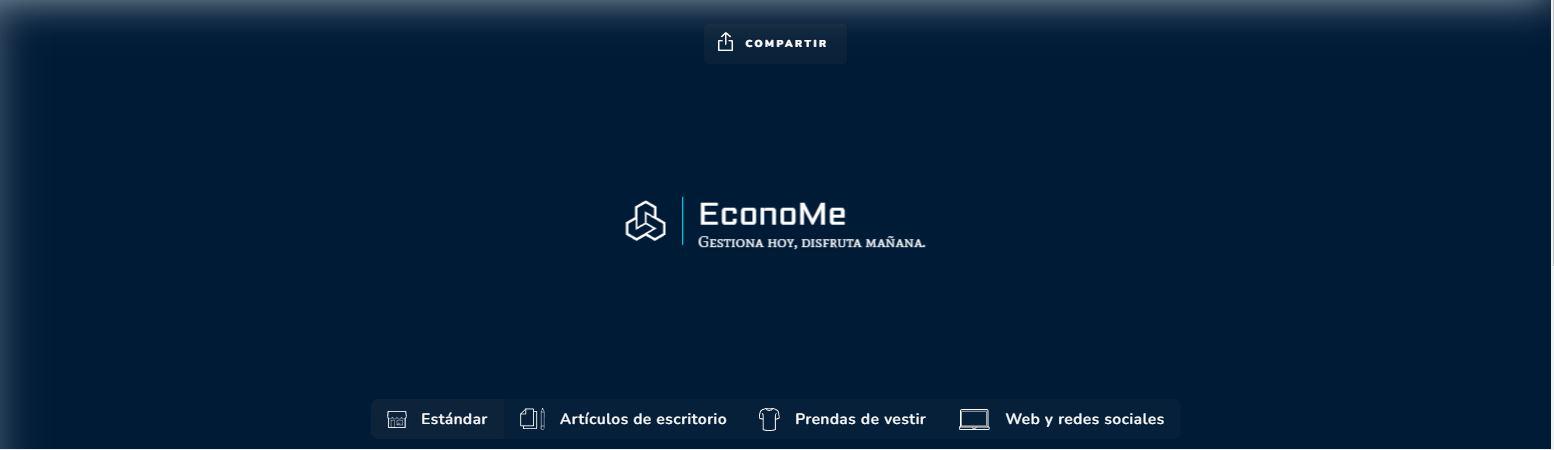 COMPARTIR
EconoMe
Gestiona hoy, disfruta mañana.
Estándar Artículos de escritorio Prendas de vestir Web y redes sociales